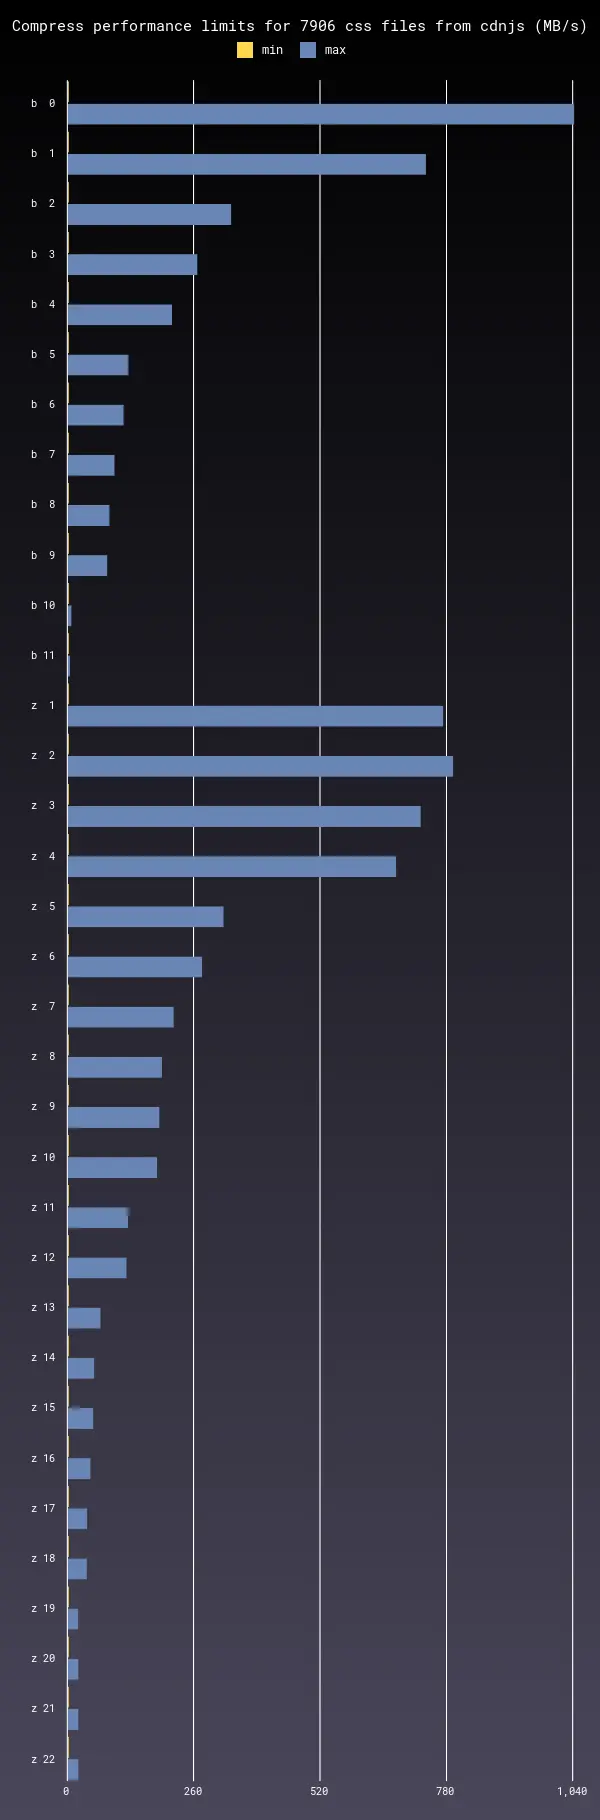 Compress performance limits for 7906 css files from cdnjs (MB/s)
min max
b 0
b 1
b 2
b 3
b 4
b 5
b 6
b 7
b 8
b 9
b 10
b 11
z 1
z 2
z 3
z 4
z 5
z 6
z 7
z 8
z 9
z 10
z 11
z 12
z 13
z 14
z 15
z 16
z 17
z 18
z 19
z 20
z 21
z 22
0 260 520 780 1,040